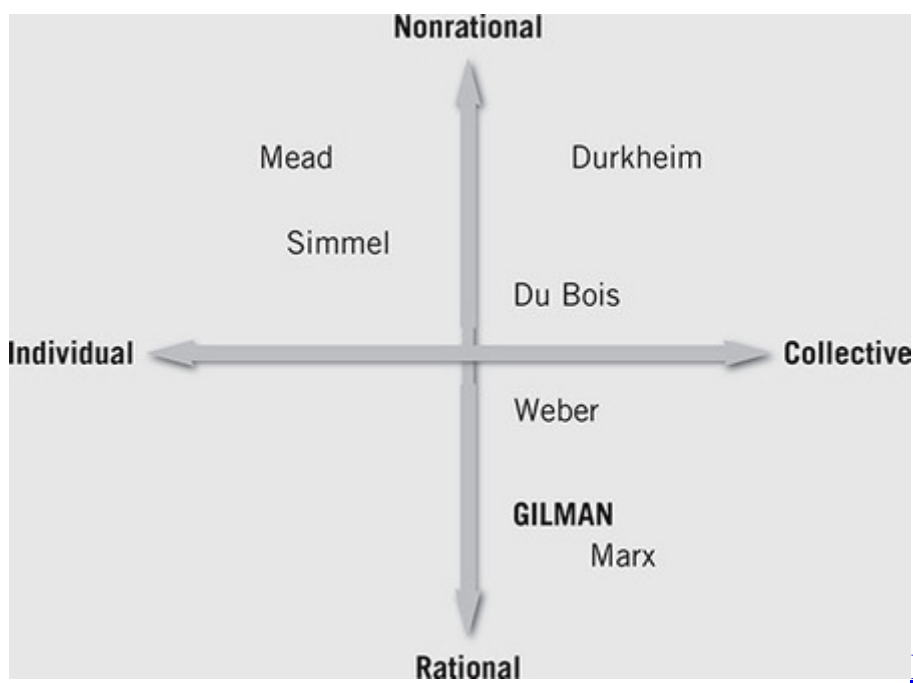 Nonrational
Mead Durkheim
Simmel
Du Bois
Individual Collective
Weber
GILMAN
Marx
Rational